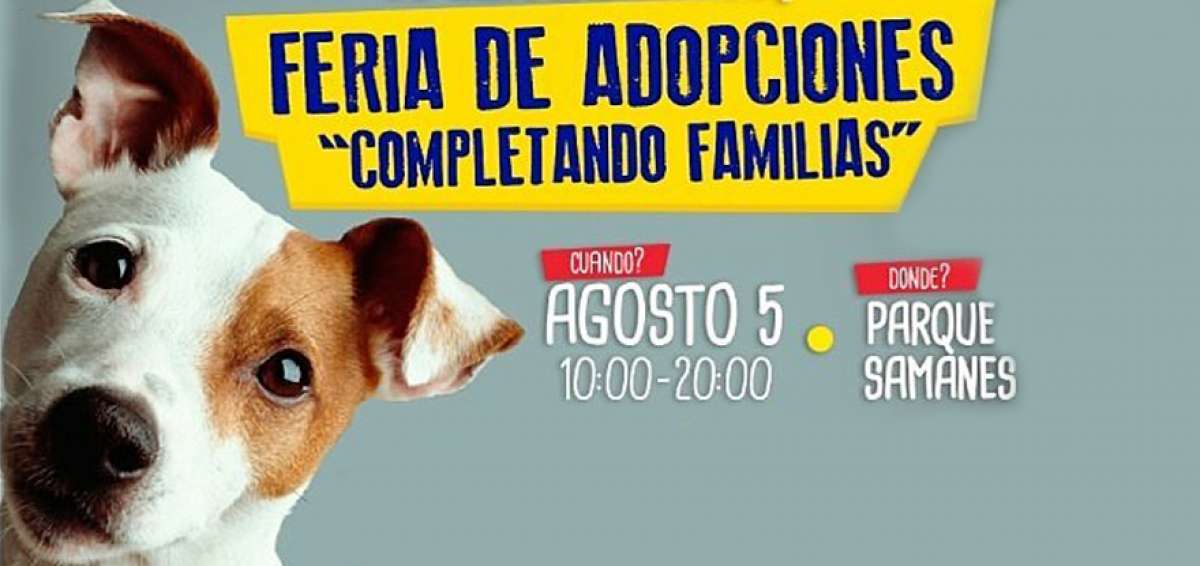 FERIA DE ADOPCIONES
“COMPLETANDO FAMILIAS”
CUANDO?
AGOSTO 5
10:00-20:00
DONDE?
PARQUE
SAMANES